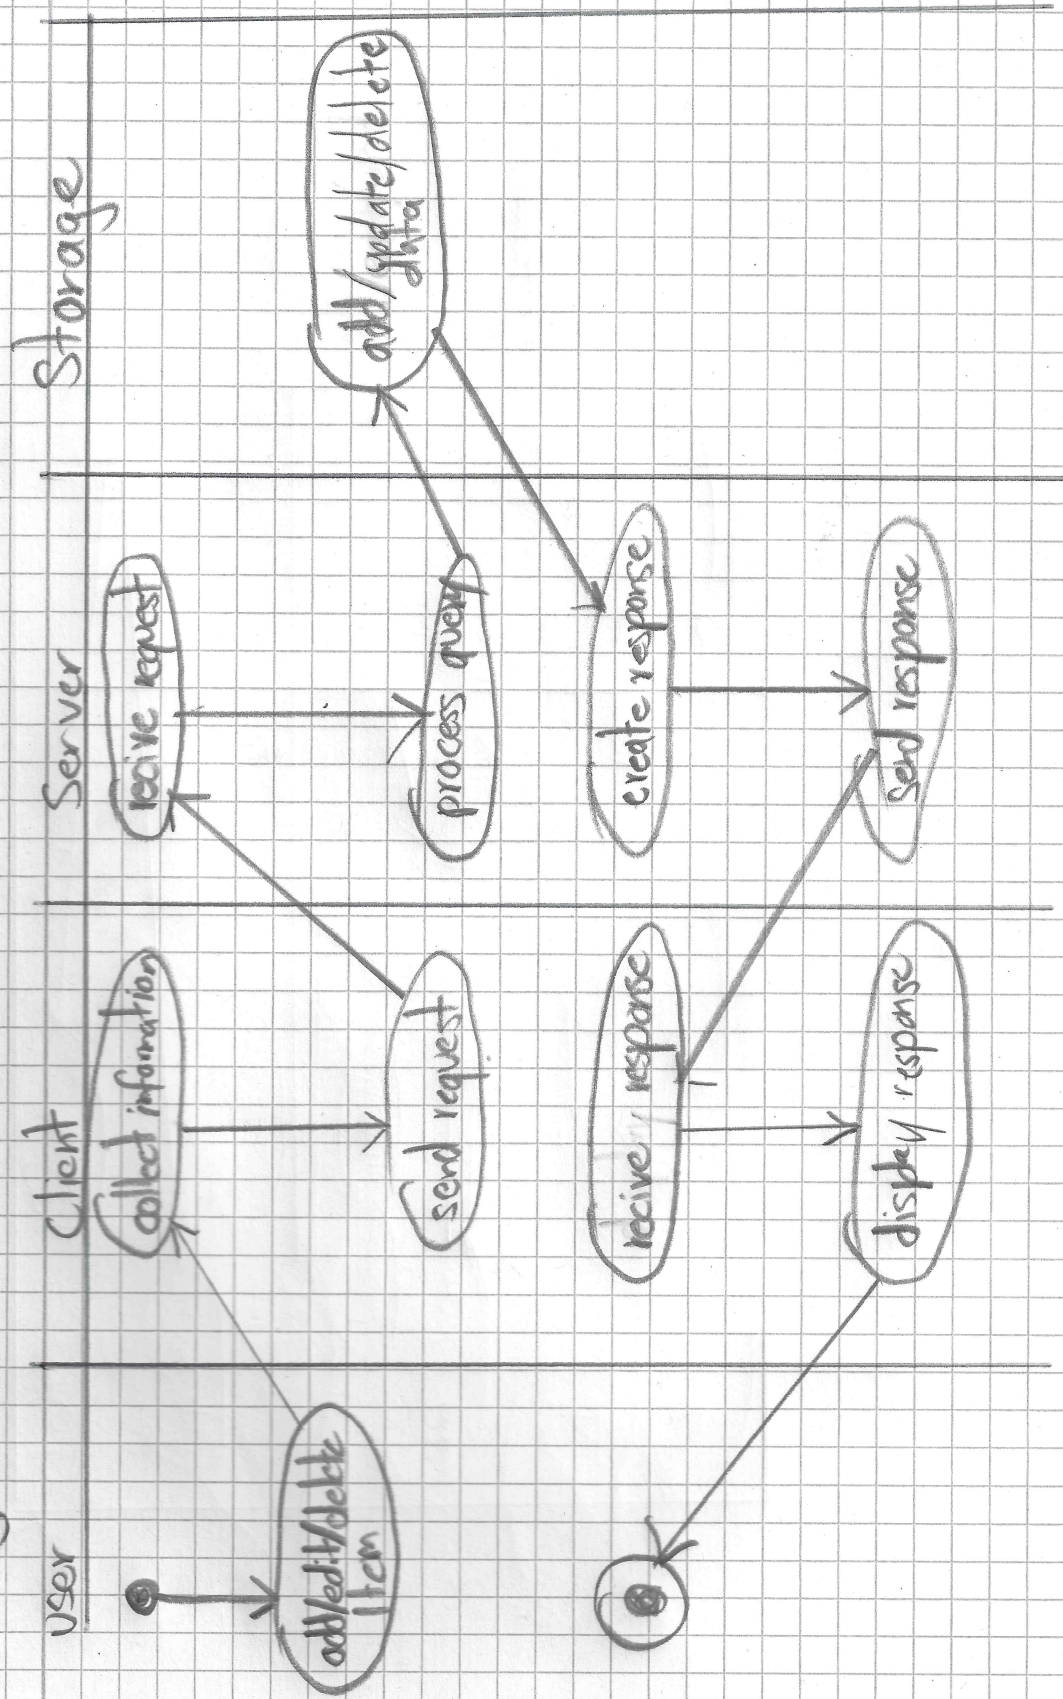 User
Client
Server
Storage
add/edit/delete
Item
collect information
send request
recive request
process query
add/update/delete
data
create response
send response
recive response
display response